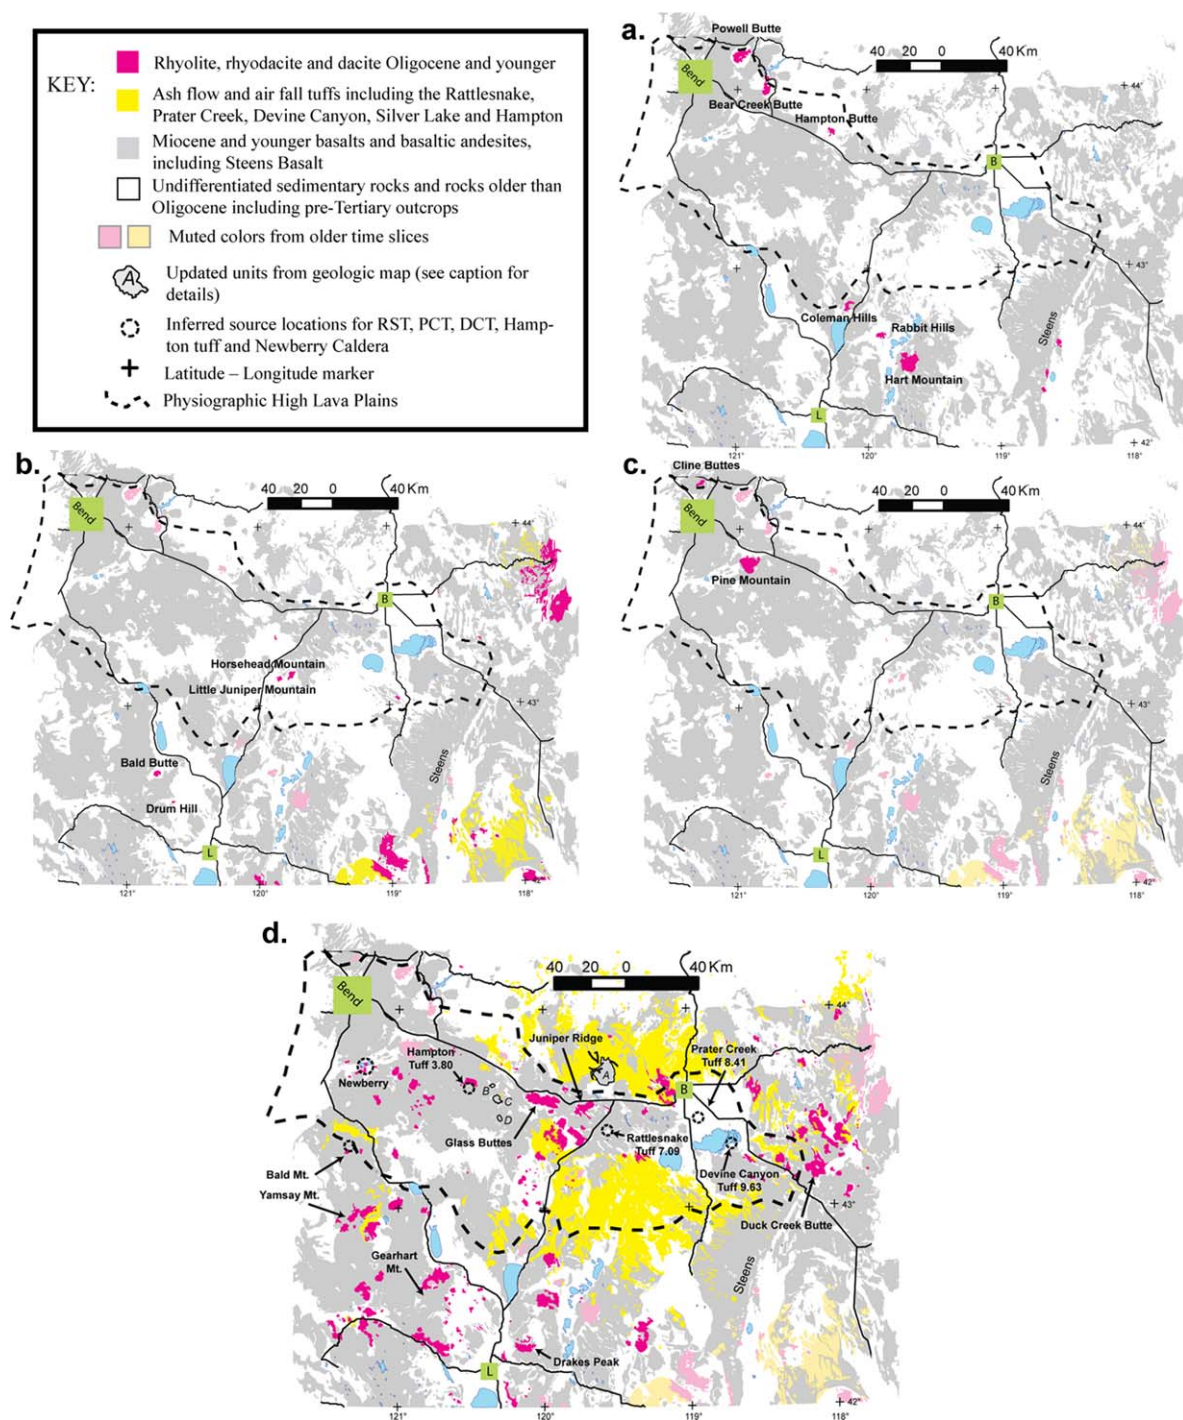 KEY:
Rhyolite, rhyodacite and dacite Oligocene and younger
Ash flow and air fall tuffs including the Rattlesnake,
Prater Creek, Devine Canyon, Silver Lake and Hampton
Miocene and younger basalts and basaltic andesites,
including Steens Basalt
Undifferentiated sedimentary rocks and rocks older than
Oligocene including pre-Tertiary outcrops
Muted colors from older time slices
A
Updated units from geologic map (see caption for
details)
Inferred source locations for RST, PCT, DCT, Hamp-
ton tuff and Newberry Caldera
Latitude – Longitude marker
Physiographic High Lava Plains
a.
Powell Butte
40 20 0 40 Km
Bend
44°
Bear Creek Butte
Hampton Butte
B
43°
Coleman Hills
Rabbit Hills
Steens
Hart Mountain
L
42°
121° 120° 119° 118°
b.
40 20 0 40 Km
Bend
44°
B
Horsehead Mountain
Little Juniper Mountain
43°
Bald Butte
Steens
Drum Hill
L
42°
121° 120° 119° 118°
c.
Cline Buttes
40 20 0 40 Km
Bend
44°
Pine Mountain
B
43°
Steens
L
42°
121° 120° 119° 118°
d.
40 20 0 40 Km
Bend
44°
Juniper Ridge
Hampton
Tuff 3.80
Prater Creek
Tuff 8.41
Newberry
A
B
C
D
B
Glass Buttes
Rattlesnake
Tuff 7.09
Bald Mt.
Devine Canyon
Tuff 9.63
Yamsay Mt.
43°
Duck Creek Butte
Gearhart
Mt.
Steens
Drakes Peak
L
42°
121° 120° 119° 118°